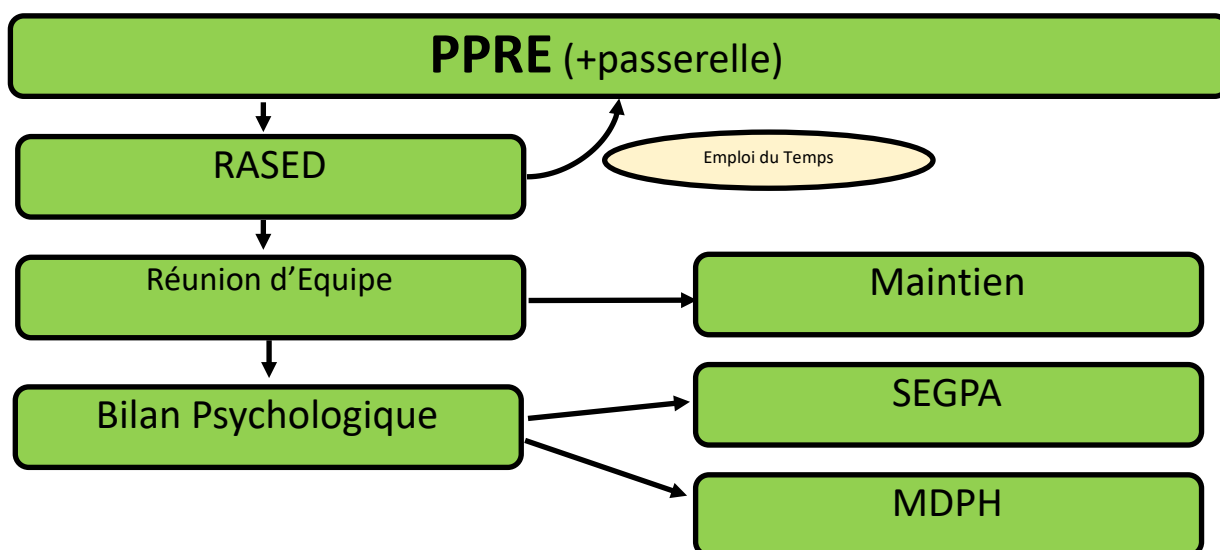 PPRE (+passerelle)
RASED
Emploi du Temps
Réunion d’Equipe
Maintien
Bilan Psychologique
SEGPA
MDPH